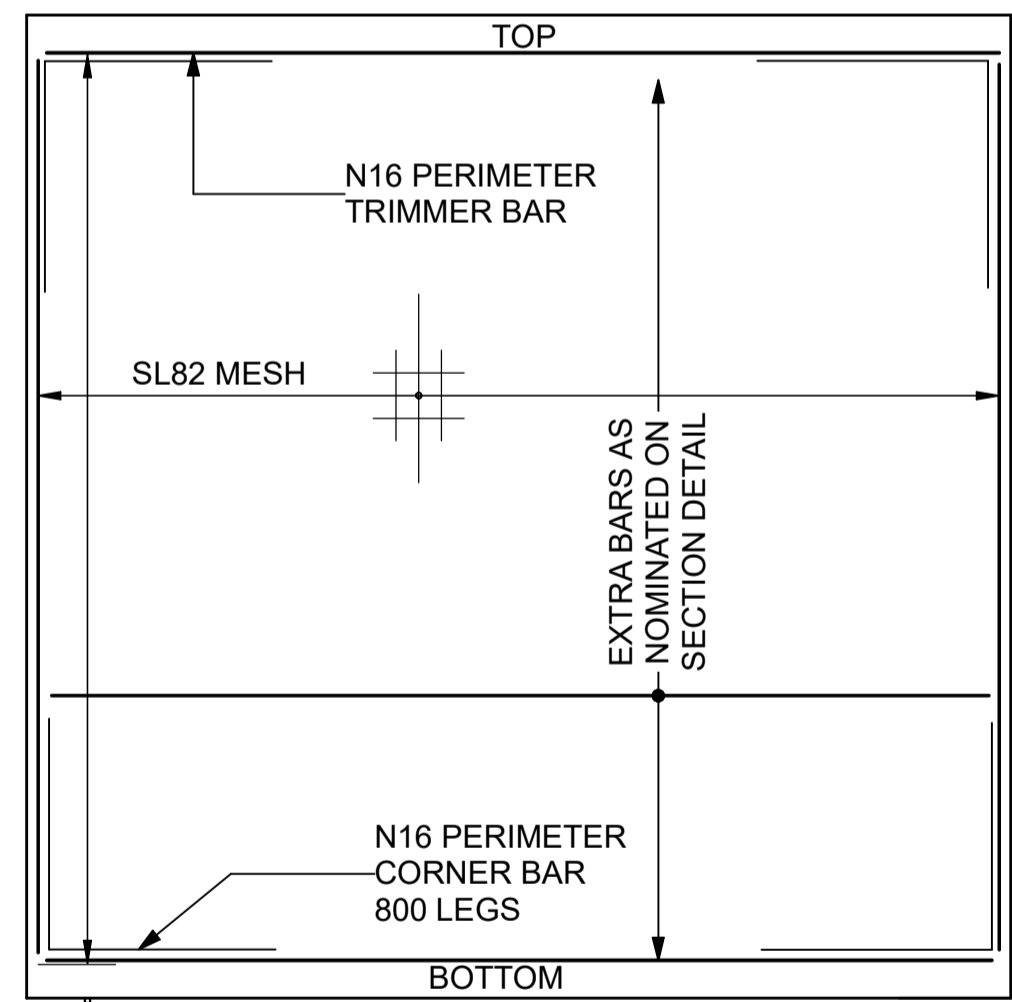 TOP
N16 PERIMETER
TRIMMER BAR
SL82 MESH
EXTRA BARS AS
NOMINATED ON
SECTION DETAIL
N16 PERIMETER
CORNER BAR
800 LEGS
BOTTOM